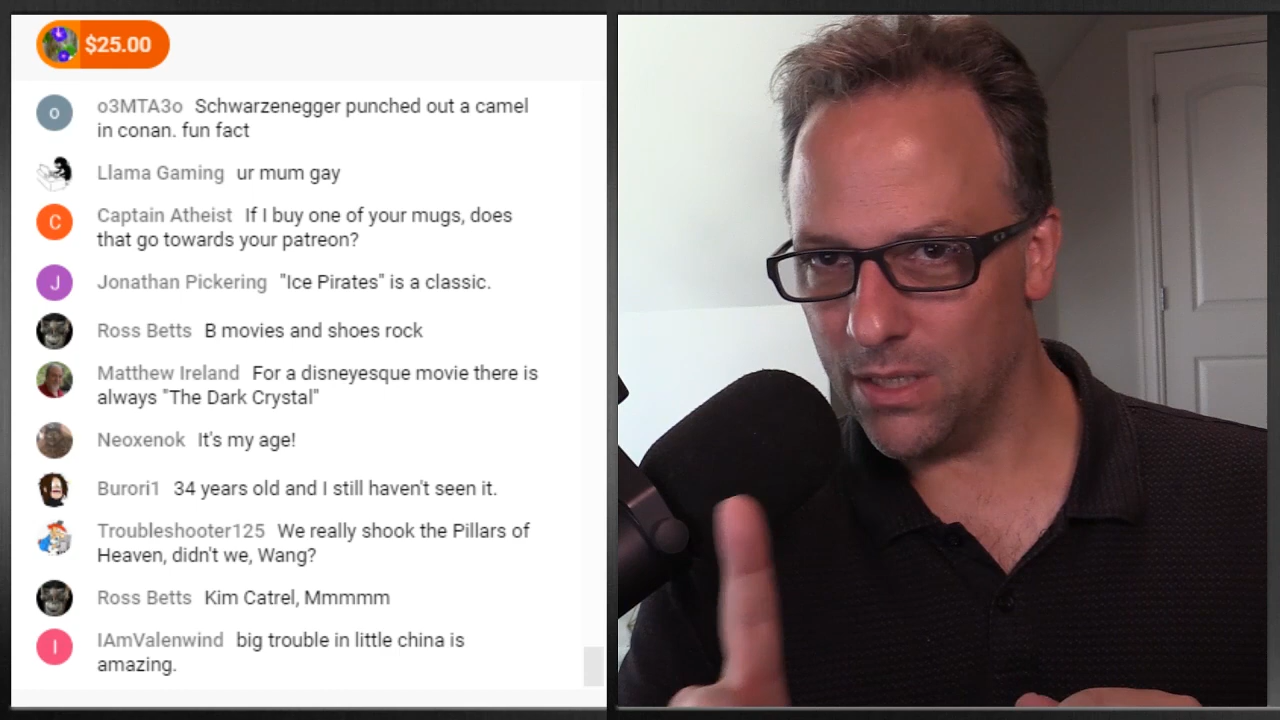 $25.00
o3MTA3o Schwarzenegger punched out a camel
in conan. fun fact
Llama Gaming ur mum gay
Captain Atheist If I buy one of your mugs, does
that go towards your patreon?
Jonathan Pickering "Ice Pirates" is a classic.
Ross Betts B movies and shoes rock
Matthew Ireland For a disneyesque movie there is
always "The Dark Crystal"
Neoxenok It's my age!
Burori1 34 years old and I still haven't seen it.
Troubleshooter125 We really shook the Pillars of
Heaven, didn't we, Wang?
Ross Betts Kim Catrel, Mmmmm
IAmValenwind big trouble in little china is
amazing.